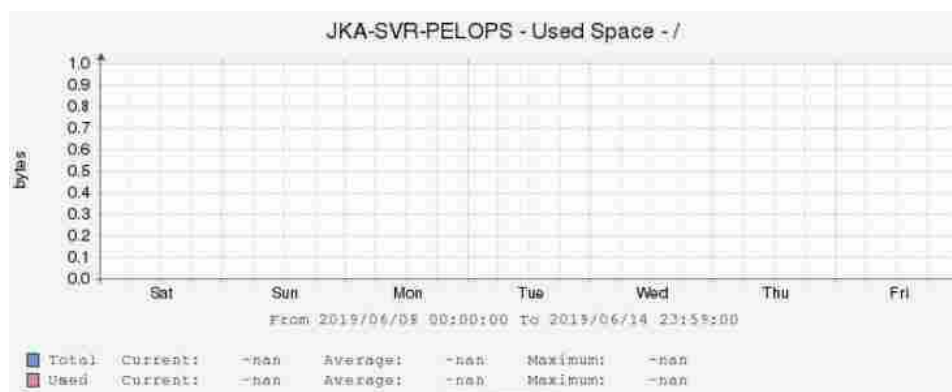 JKA-SVR-PELOPS - Used Space - /
1.0
0.9
0.8
0.7
0.6
0.5
0.4
0.3
0.2
0.1
0.0
bytes
Sat Sun Mon Tue Wed Thu Fri
From 2019/06/08 00:00:00 To 2019/06/14 23:59:00
Total Current: -nan Average: -nan Maximum: -nan
Used Current: -nan Average: -nan Maximum: -nan